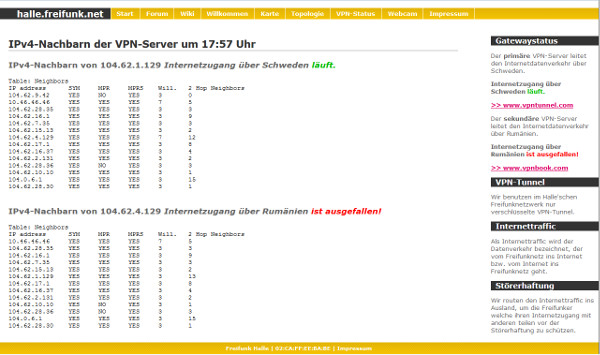 halle.freifunk.net Start Forum Wiki Willkommen Karte Topologie VPN-Status Webcam Impressum
IPv4-Nachbarn der VPN-Server um 17:57 Uhr
IPv4-Nachbarn von 104.62.1.129 Internetzugang über Schweden läuft.
Table: Neighbors
IP address SYM MPR MPRS Will. 2 Hop Neighbors
104.62.9.42 YES NO YES 3 0
10.46.46.46 YES YES YES 7 5
104.62.28.35 YES YES YES 3 3
104.62.16.1 YES YES YES 3 9
104.62.7.35 YES YES YES 3 3
104.62.15.13 YES YES YES 3 2
104.62.4.129 YES YES YES 7 12
104.62.17.1 YES YES YES 3 8
104.62.16.37 YES YES YES 3 4
104.62.2.131 YES YES YES 3 2
104.62.28.36 YES NO YES 3 3
104.62.10.10 YES YES YES 3 1
104.0.6.1 YES YES YES 3 15
104.62.28.30 YES YES YES 3 1
IPv4-Nachbarn von 104.62.4.129 Internetzugang über Rumänien ist ausgefallen!
Table: Neighbors
IP address SYM MPR MPRS Will. 2 Hop Neighbors
10.46.46.46 YES YES YES 7 5
104.62.28.35 YES YES YES 3 3
104.62.16.1 YES YES YES 3 9
104.62.7.35 YES YES YES 3 3
104.62.15.13 YES YES YES 3 2
104.62.1.129 YES YES YES 3 13
104.62.17.1 YES YES YES 3 8
104.62.16.37 YES YES YES 3 4
104.62.2.131 YES YES YES 3 2
104.62.10.10 YES NO YES 3 1
104.62.28.36 YES NO YES 3 3
104.0.6.1 YES YES YES 3 15
104.62.28.30 YES YES YES 3 1
Gatewaystatus
Der primäre VPN-Server leitet
den Internetdatenverkehr über
Schweden.
Internetzugang über
Schweden läuft.
>> www.vpntunnel.com
Der sekundäre VPN-Server
leitet den Internetdatenverkehr
über Rumänien.
Internetzugang über
Rumänien ist ausgefallen!
>> www.vpnbook.com
VPN-Tunnel
Wir benutzen im Halle'schen
Freifunknetzwerk nur
verschlüsselte VPN-Tunnel.
Internettraffic
Als Internettraffic wird der
Datenverkehr bezeichnet, der
vom Freifunknetz ins Internet
bzw. vom Internet ins
Freifunknetz geht.
Störerhaftung
Wir routen den Internettraffic ins
Ausland, um die Freifunker
welche ihren Internetzugang mit
anderen teilen vor der
Störerhaftung zu schützen.
Freifunk Halle | 02:CA:FF:EE:BA:BE | Impressum